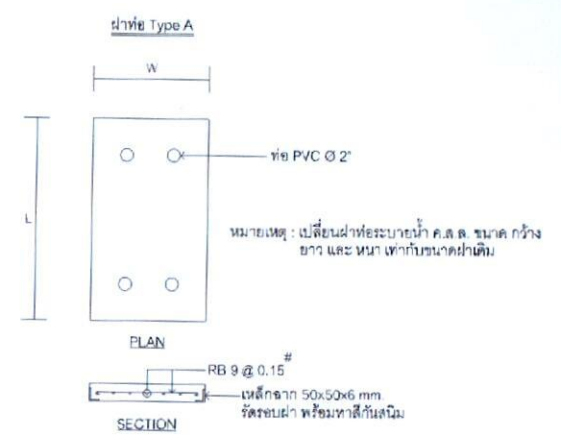 ฝาท่อ Type A
W
L
ท่อ PVC Ø 2"
หมายเหตุ : เปลี่ยนฝาท่อระบายน้ำ ค.ส.ล. ขนาด กว้าง
ยาว และ หนา เท่ากับขนาดฝาเดิม
PLAN
RB 9 @ 0.15 #
เหล็กฉาก 50x50x6 mm.
รัดรอบฝา พร้อมทาสีกันสนิม
SECTION